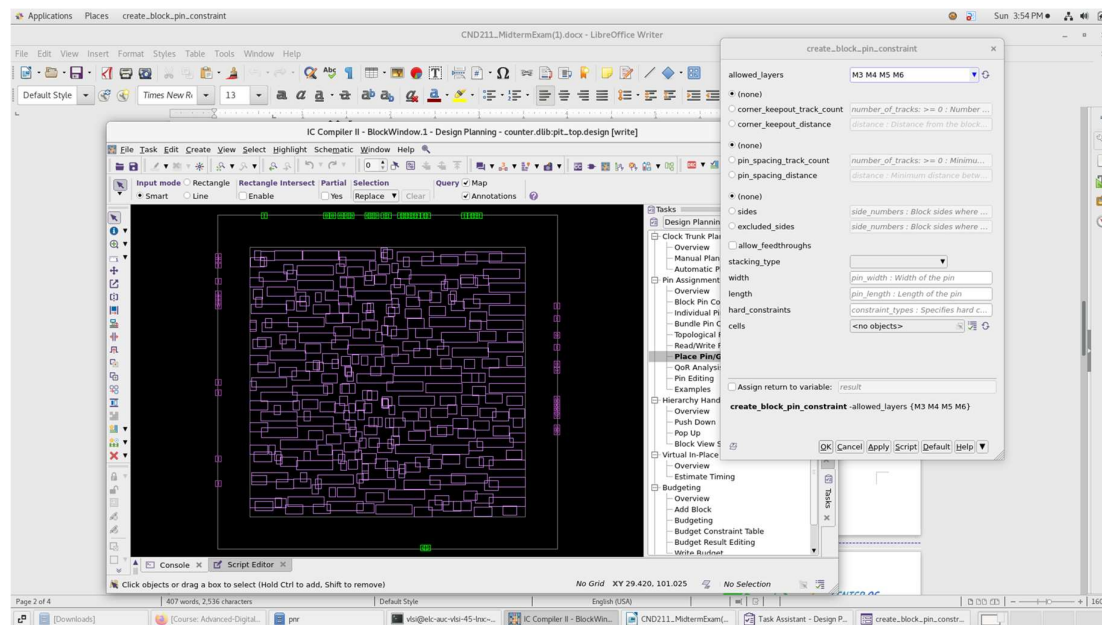 Applications Places create_block_pin_constraint Sun 3:54 PM
CND211_MidtermExam(1).docx - LibreOffice Writer
File Edit View Insert Format Styles Table Tools Window Help
Default Style Times New R 13
create_block_pin_constraint
allowed_layers M3 M4 M5 M6
(none)
corner_keepout_track_count number_of_tracks: >= 0 : Number ...
corner_keepout_distance distance : Distance from the block...
(none)
pin_spacing_track_count number_of_tracks: >= 0 : Minimu...
pin_spacing_distance distance : Minimum distance betw...
(none)
sides side_numbers : Block sides where ...
excluded_sides side_numbers : Block sides where ...
allow_feedthroughs
stacking_type
width pin_width : Width of the pin
length pin_length : Length of the pin
hard_constraints constraint_types : Specifies hard c...
cells <no objects>
Assign return to variable: result
create_block_pin_constraint -allowed_layers {M3 M4 M5 M6}
OK Cancel Apply Script Default Help
IC Compiler II - BlockWindow.1 - Design Planning - counter.dlib:pit_top.design [write]
File Task Edit Create View Select Highlight Schematic Window Help
0
Input mode Rectangle Rectangle Intersect Partial Selection Query Map
Smart Line Enable Yes Replace Clear Annotations
Tasks
Design Plannin
Clock Trunk Pla
Overview
Manual Plan
Automatic P
Pin Assignment
Overview
Block Pin Co
Individual Pi
Bundle Pin C
Topological
Read/Write
Place Pin/G
QoR Analysi
Pin Editing
Examples
Hierarchy Hand
Overview
Push Down
Pop Up
Block View S
Virtual In-Place
Overview
Estimate Timing
Budgeting
Overview
Add Block
Budgeting
Budget Constraint Table
Budget Result Editing
Write Budget
Tasks
Console Script Editor
Click objects or drag a box to select (Hold Ctrl to add, Shift to remove) No Grid XY 29.420, 101.025 No Selection
Page 2 of 4 407 words, 2,536 characters Default Style English (USA) 160
[Downloads] [Course: Advanced-Digital... pnr vlsi@elc-auc-vlsi-45-lnx:~... IC Compiler II - BlockWin... CND211_MidtermExam(... Task Assistant - Design P... create_block_pin_constr...